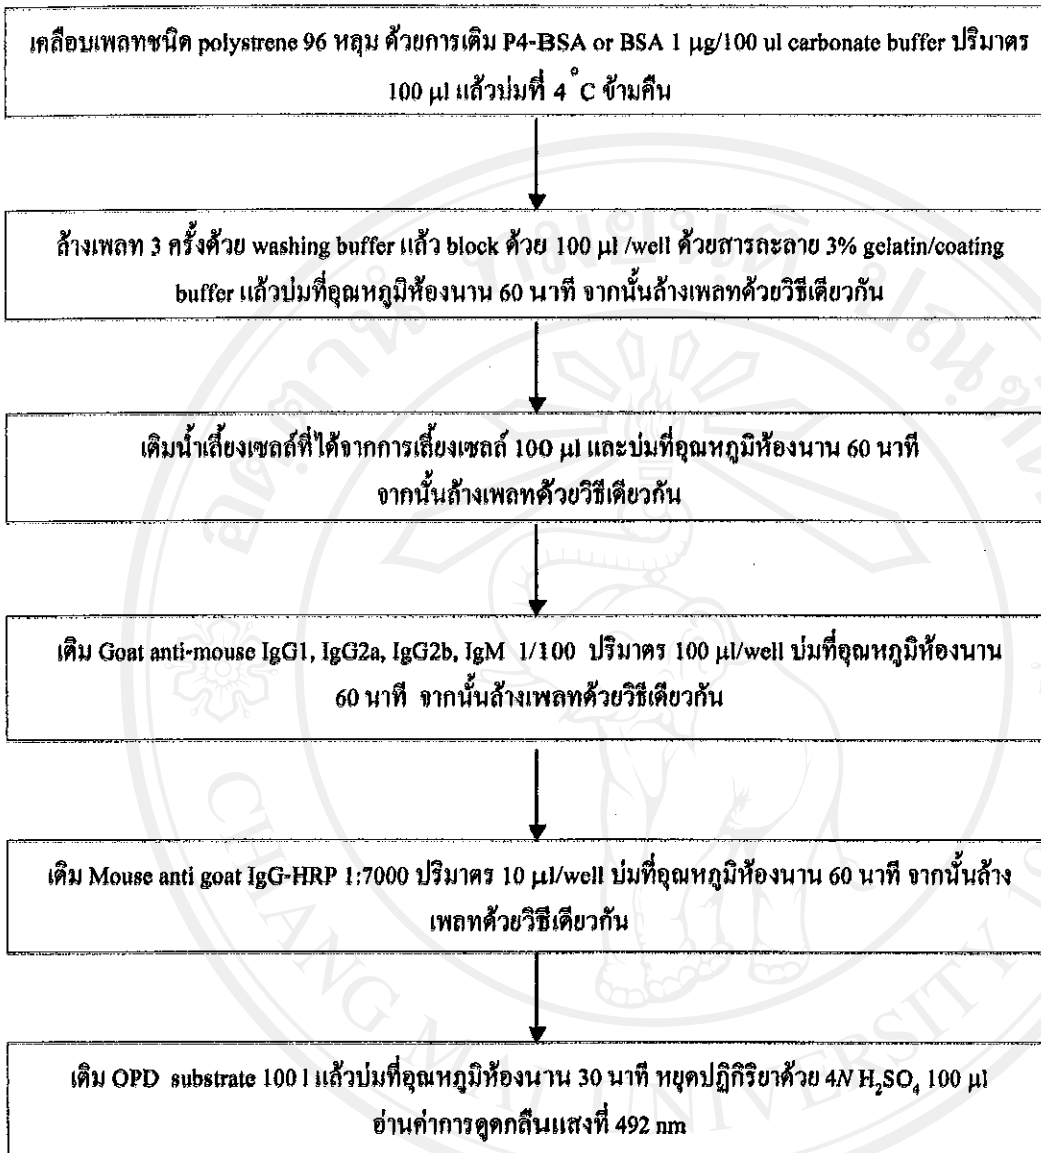 เคลือบเพลทชนิด polystrene 96 หลุม ด้วยการเติม P4-BSA or BSA 1 µg/100 ul carbonate buffer ปริมาตร
100 µl แล้วบ่มที่ 4 °C ข้ามคืน
ล้างเพลท 3 ครั้งด้วย washing buffer แล้ว block ด้วย 100 µl /well ด้วยสารละลาย 3% gelatin/coating
buffer แล้วบ่มที่อุณหภูมิห้องนาน 60 นาที จากนั้นล้างเพลทด้วยวิธีเดียวกัน
เติมน้ำเลี้ยงเซลล์ที่ได้จากการเลี้ยงเซลล์ 100 µl และบ่มที่อุณหภูมิห้องนาน 60 นาที
จากนั้นล้างเพลทด้วยวิธีเดียวกัน
เติม Goat anti-mouse IgG1, IgG2a, IgG2b, IgM 1/100 ปริมาตร 100 µl/well บ่มที่อุณหภูมิห้องนาน
60 นาที จากนั้นล้างเพลทด้วยวิธีเดียวกัน
เติม Mouse anti goat IgG-HRP 1:7000 ปริมาตร 10 µl/well บ่มที่อุณหภูมิห้องนาน 60 นาที จากนั้นล้าง
เพลทด้วยวิธีเดียวกัน
เติม OPD substrate 100 l แล้วบ่มที่อุณหภูมิห้องนาน 30 นาที หยุดปฏิกิริยาด้วย 4N H₂SO₄ 100 µl
อ่านค่าการดูดกลืนแสงที่ 492 nm
CHIANG MAI UNIVERSITY